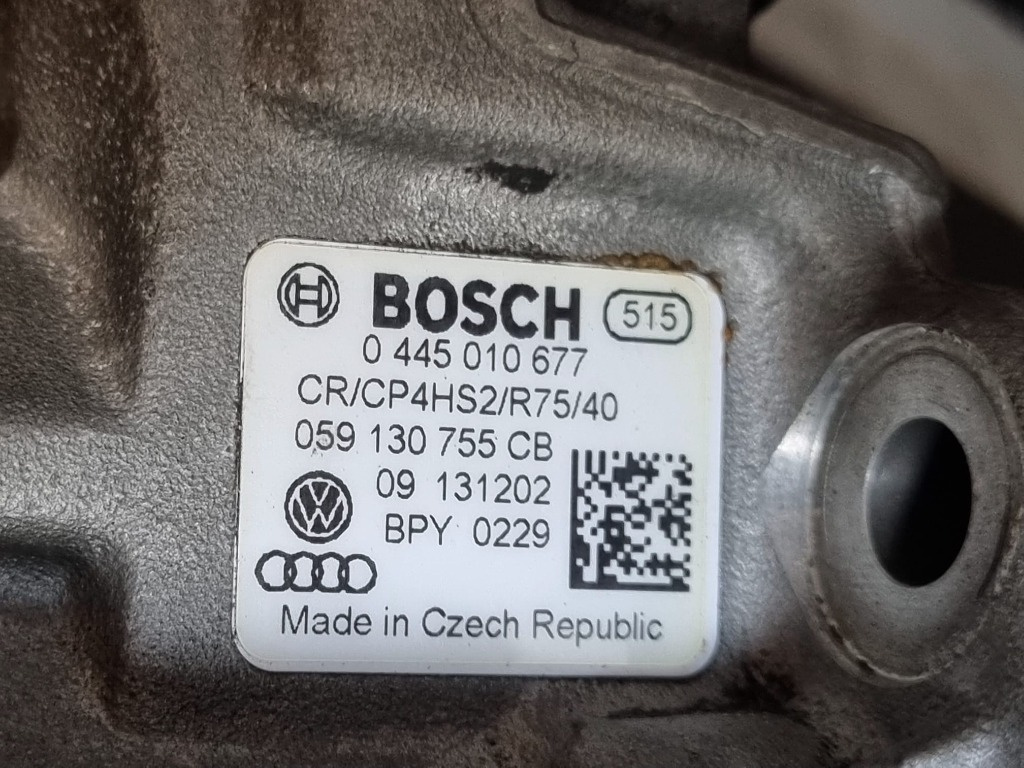 BOSCH 515
0 445 010 677
CR/CP4HS2/R75/40
059 130 755 CB
09 131202
BPY 0229
Made in Czech Republic